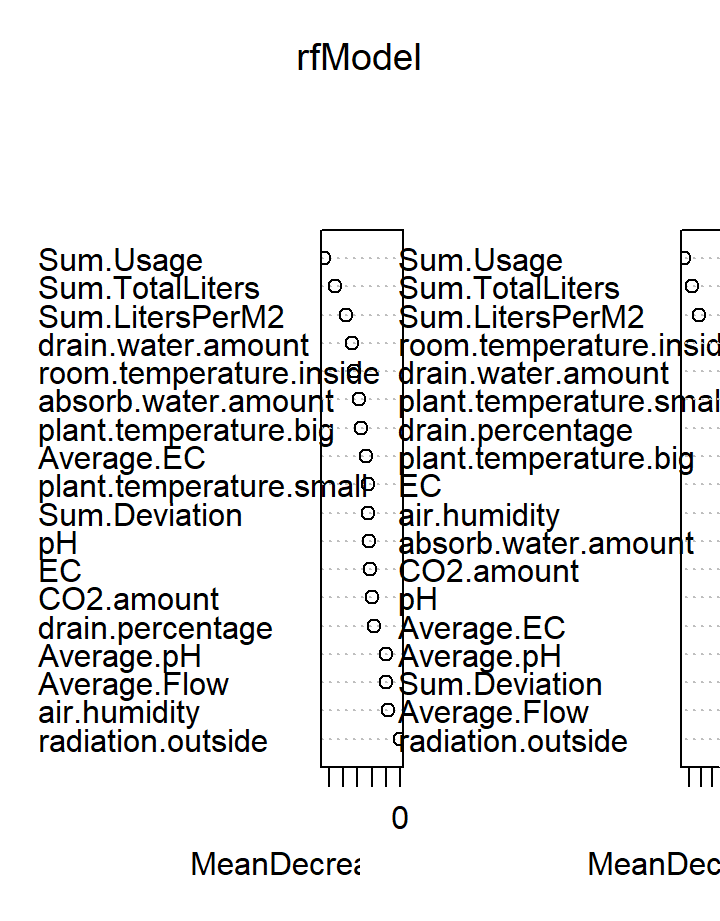 rfModel
Sum.Usage
Sum.TotalLiters
Sum.LitersPerM2
drain.water.amount
room.temperature.inside
absorb.water.amount
plant.temperature.big
Average.EC
plant.temperature.small
Sum.Deviation
pH
EC
CO2.amount
drain.percentage
Average.pH
Average.Flow
air.humidity
radiation.outside
0
MeanDecrea
Sum.Usage
Sum.TotalLiters
Sum.LitersPerM2
room.temperature.insid
drain.water.amount
plant.temperature.smal
drain.percentage
plant.temperature.big
EC
air.humidity
absorb.water.amount
CO2.amount
pH
Average.EC
Average.pH
Sum.Deviation
Average.Flow
radiation.outside
MeanDec